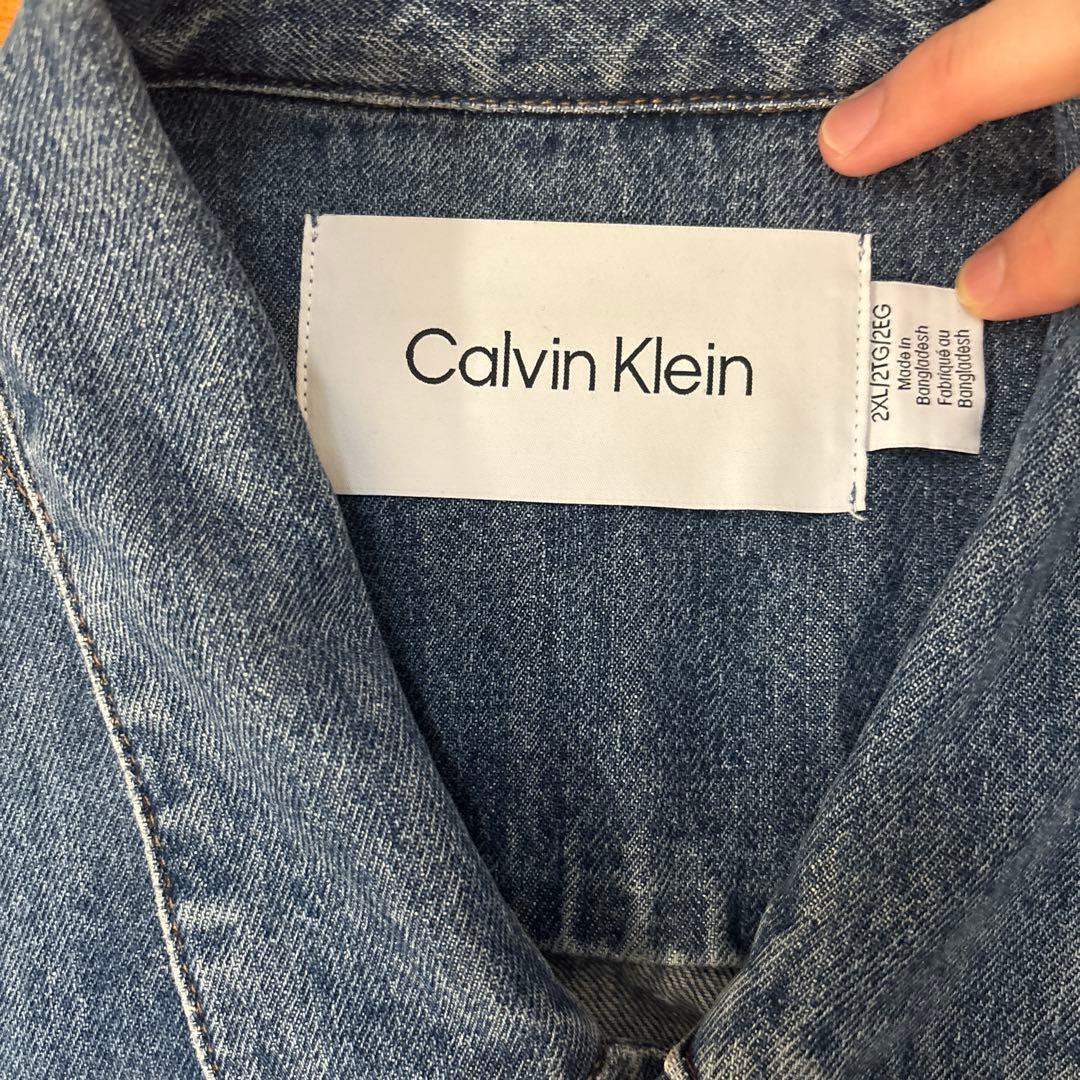 Calvin Klein
2XL/2TG/2EG
Made in
Bangladesh
Fabriqué au
Bangladesh